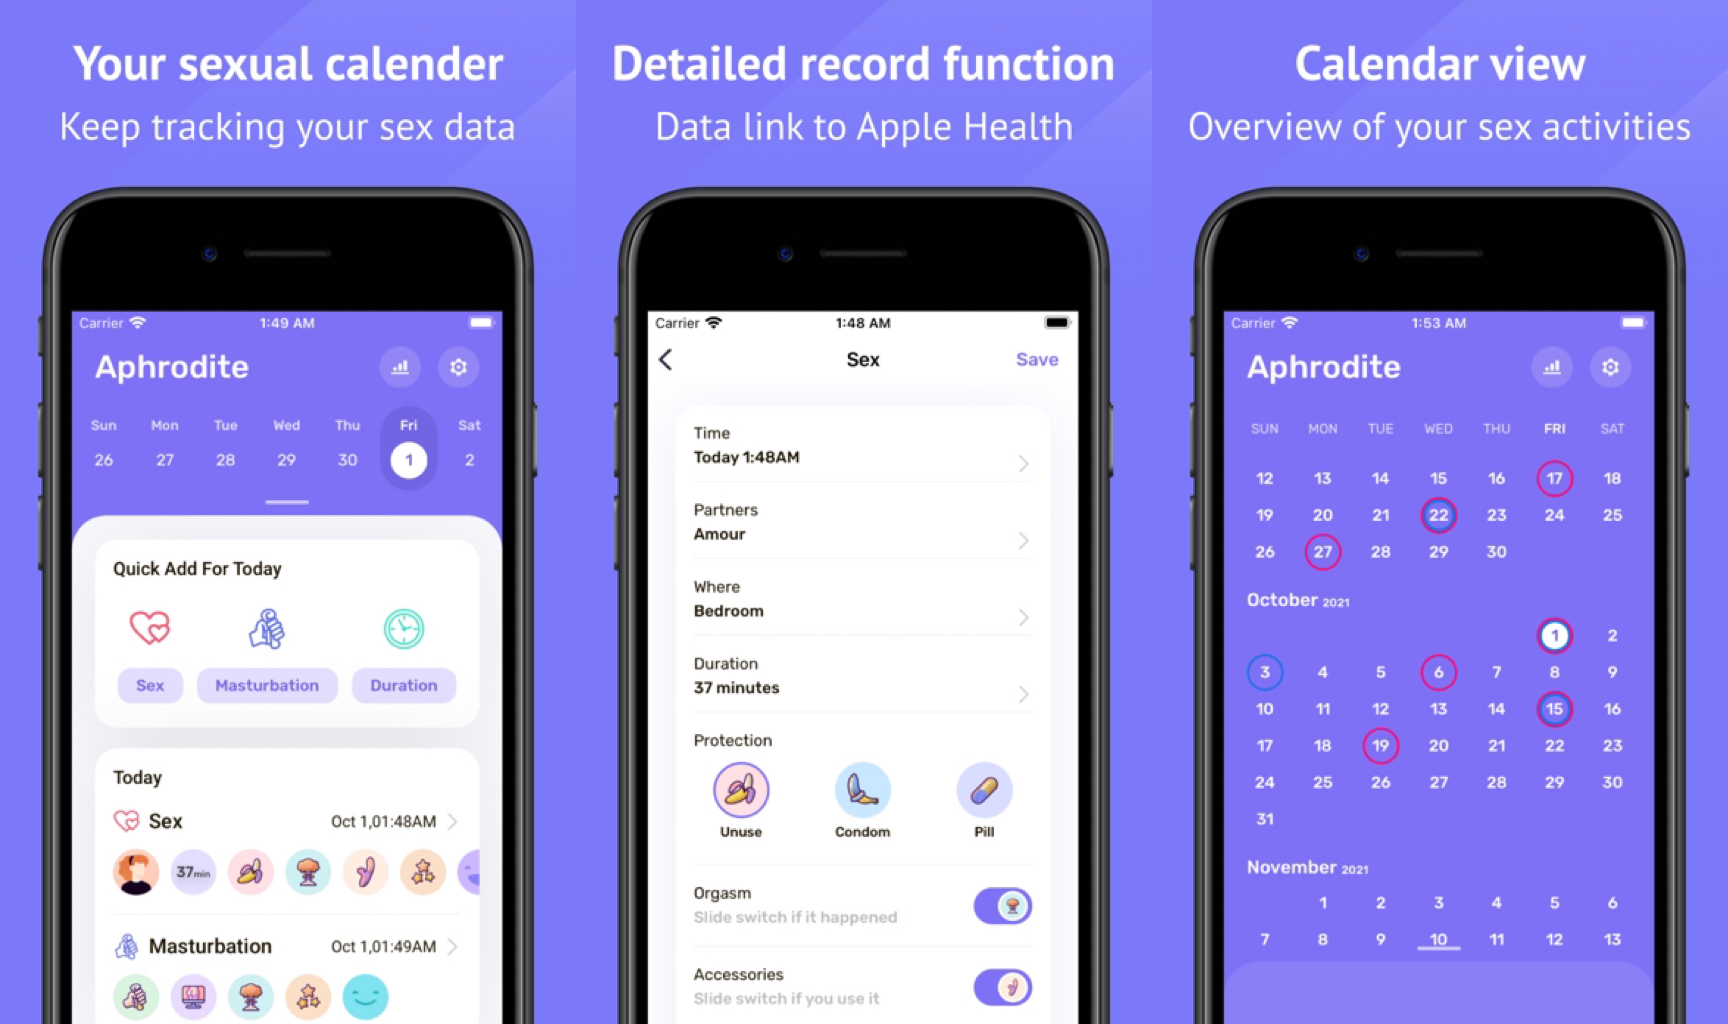 Your sexual calender
Keep tracking your sex data
Carrier 1:49 AM
Aphrodite
Sun Mon Tue Wed Thu Fri Sat
26 27 28 29 30 1 2
Quick Add For Today
Sex Masturbation Duration
Today
Sex Oct 1,01:48AM
37min
Masturbation Oct 1,01:49AM
Detailed record function
Data link to Apple Health
Carrier 1:48 AM
Sex Save
Time
Today 1:48AM
Partners
Amour
Where
Bedroom
Duration
37 minutes
Protection
Unuse Condom Pill
Orgasm
Slide switch if it happened
Accessories
Slide switch if you use it
Calendar view
Overview of your sex activities
Carrier 1:53 AM
Aphrodite
SUN MON TUE WED THU FRI SAT
12 13 14 15 16 17 18
19 20 21 22 23 24 25
26 27 28 29 30
October 2021
1 2
3 4 5 6 7 8 9
10 11 12 13 14 15 16
17 18 19 20 21 22 23
24 25 26 27 28 29 30
31
November 2021
1 2 3 4 5 6
7 8 9 10 11 12 13